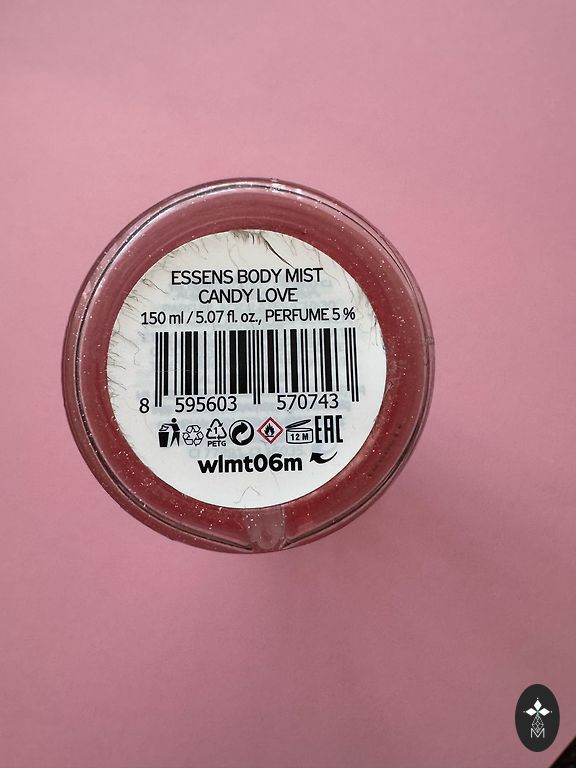 ESSENS BODY MIST
CANDY LOVE
150 ml / 5.07 fl. oz., PERFUME 5 %
8 595603 570743
1 PETG 12 M EAC
wlmt06m
M